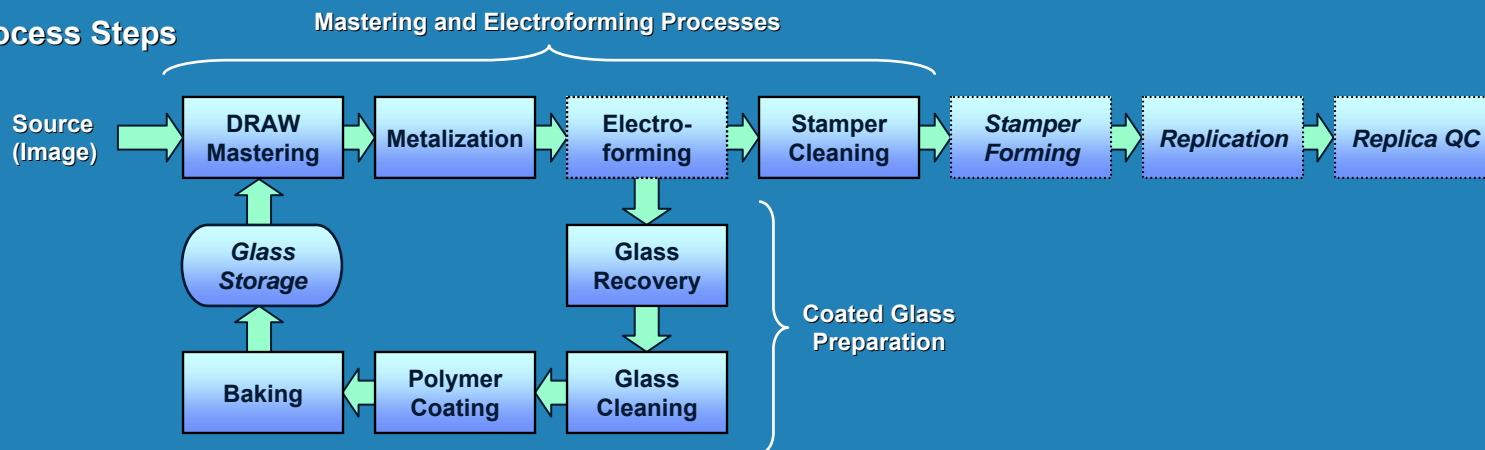 ocess Steps
Mastering and Electroforming Processes
Source
(Image)
DRAW
Mastering
Metalization
Electro-
forming
Stamper
Cleaning
Stamper
Forming
Replication
Replica QC
Glass
Storage
Glass
Recovery
Coated Glass
Preparation
Baking
Polymer
Coating
Glass
Cleaning